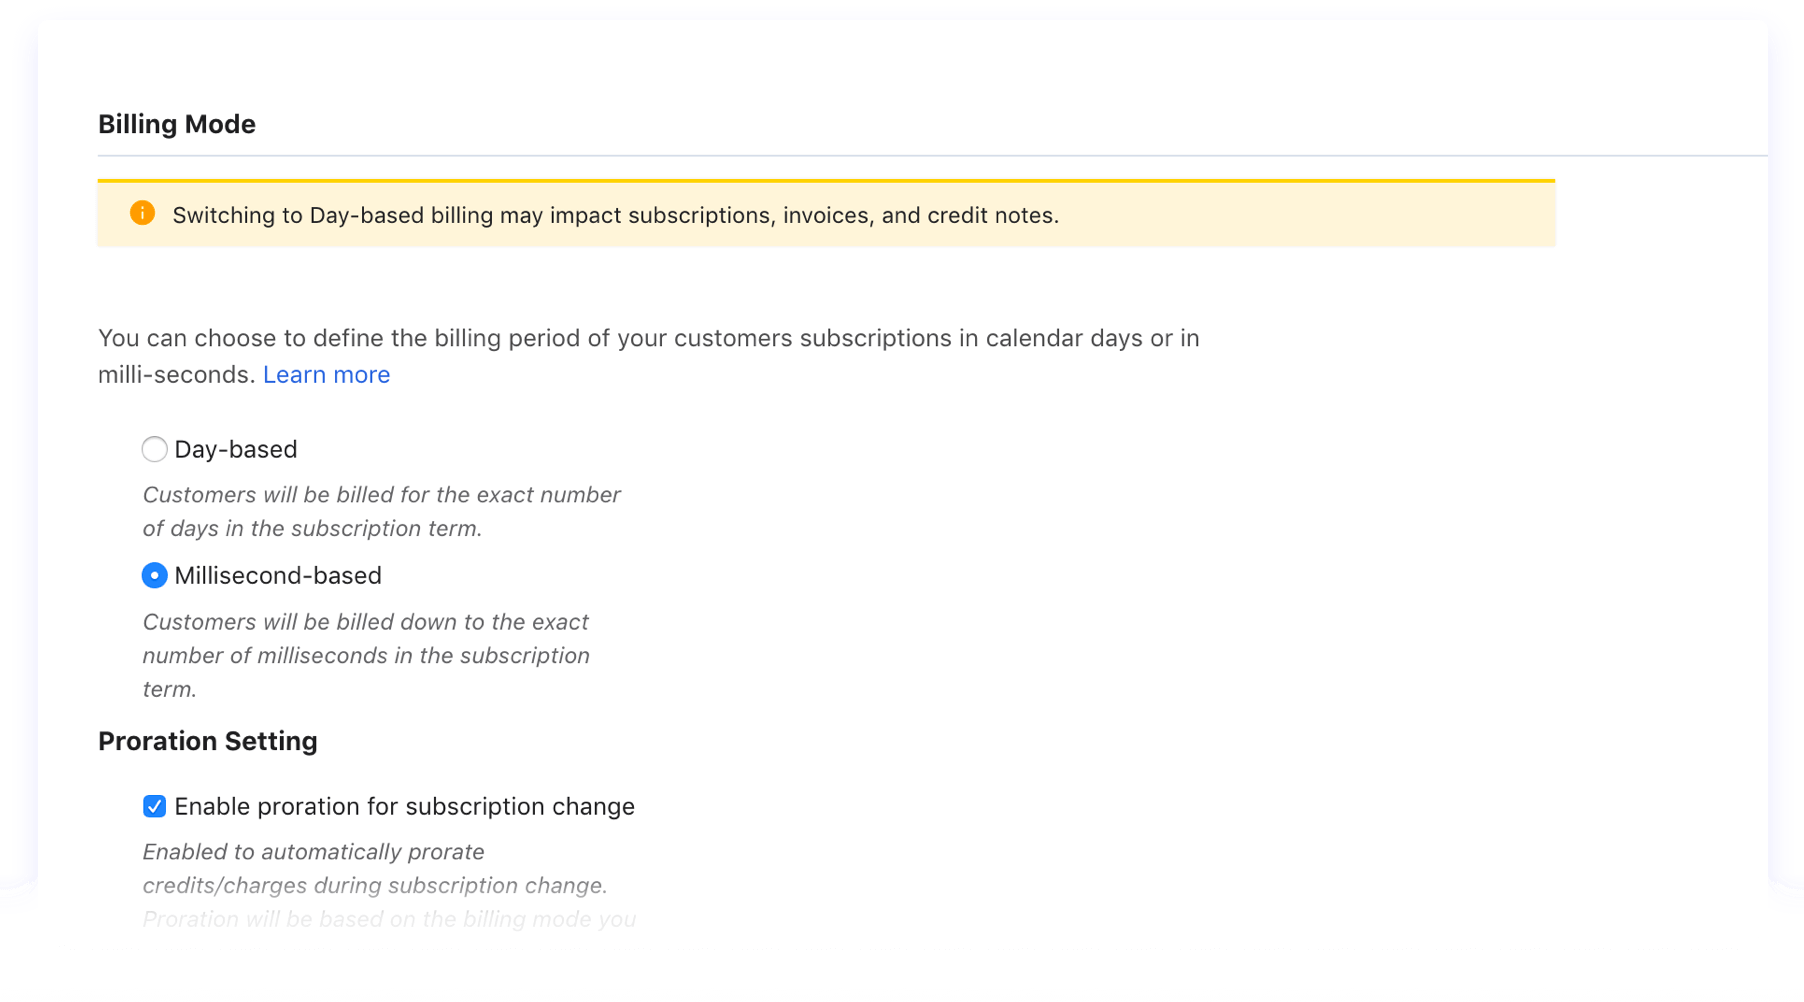 Billing Mode
Switching to Day-based billing may impact subscriptions, invoices, and credit notes.
You can choose to define the billing period of your customers subscriptions in calendar days or in
milli-seconds. Learn more
Day-based
Customers will be billed for the exact number
of days in the subscription term.
Millisecond-based
Customers will be billed down to the exact
number of milliseconds in the subscription
term.
Proration Setting
Enable proration for subscription change
Enabled to automatically prorate
credits/charges during subscription change.
Proration will be based on the billing mode you